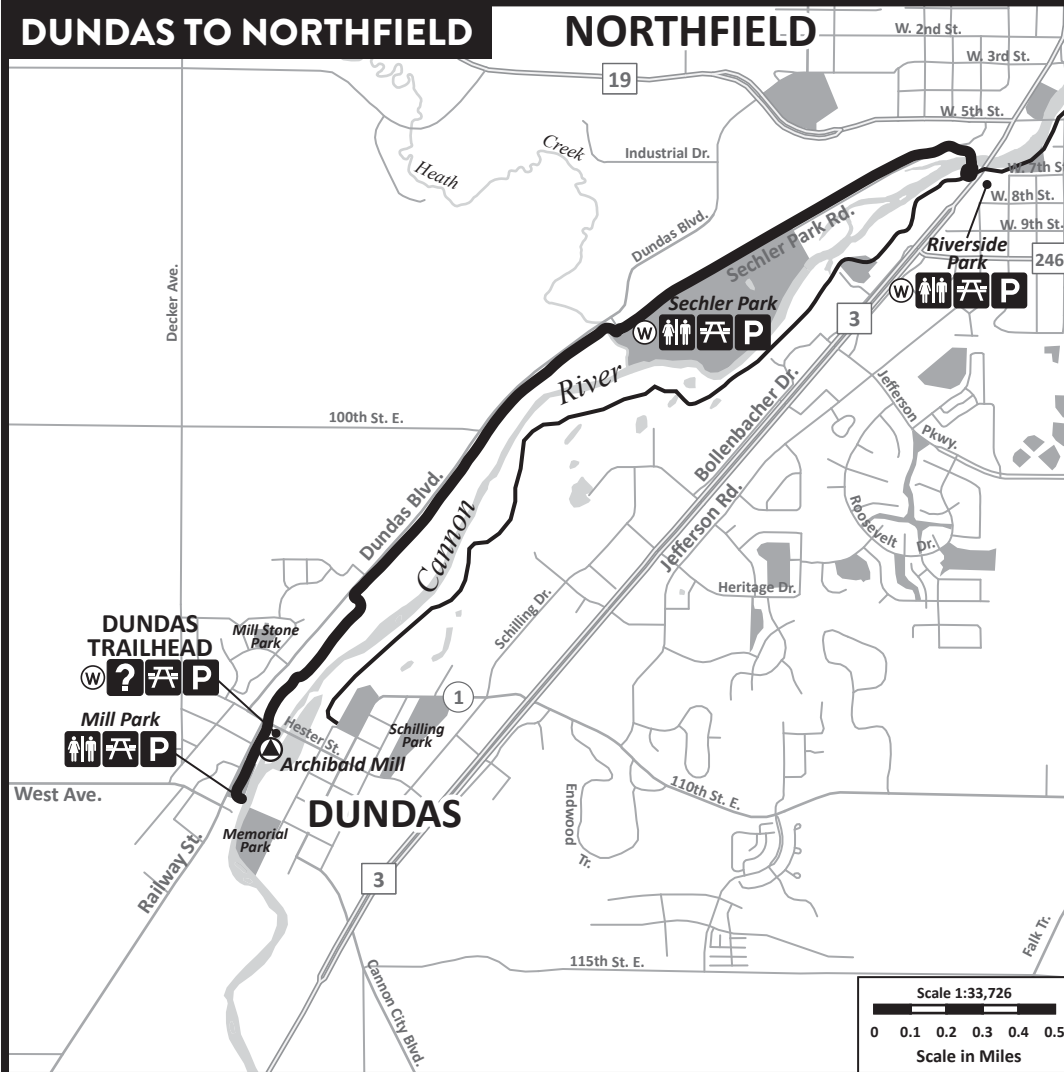 DUNDAS TO NORTHFIELD
NORTHFIELD
W. 2nd St.
W. 3rd St.
19
W. 5th St.
Creek
Industrial Dr.
Heath
W. 7th S
W. 8th St.
W. 9th St.
Dundas Blvd.
Sechler Park Rd.
Riverside
Park
246
W
P
Decker Ave.
Sechler Park
W
P
3
River
Jefferson
Pkwy.
100th St. E.
Bollenbacher Dr.
Jefferson Rd.
Dundas Blvd.
Cannon
Roosevelt
Dr.
Heritage Dr.
Schilling Dr.
DUNDAS
TRAILHEAD
W
?
P
Mill Stone
Park
Mill Park
P
1
Hester St.
Schilling
Park
Archibald Mill
West Ave.
DUNDAS
110th St. E.
Endwood
Tr.
Memorial
Park
Railway St.
3
Falk Tr.
115th St. E.
Cannon City Blvd.
Scale 1:33,726
0 0.1 0.2 0.3 0.4 0.5
Scale in Miles